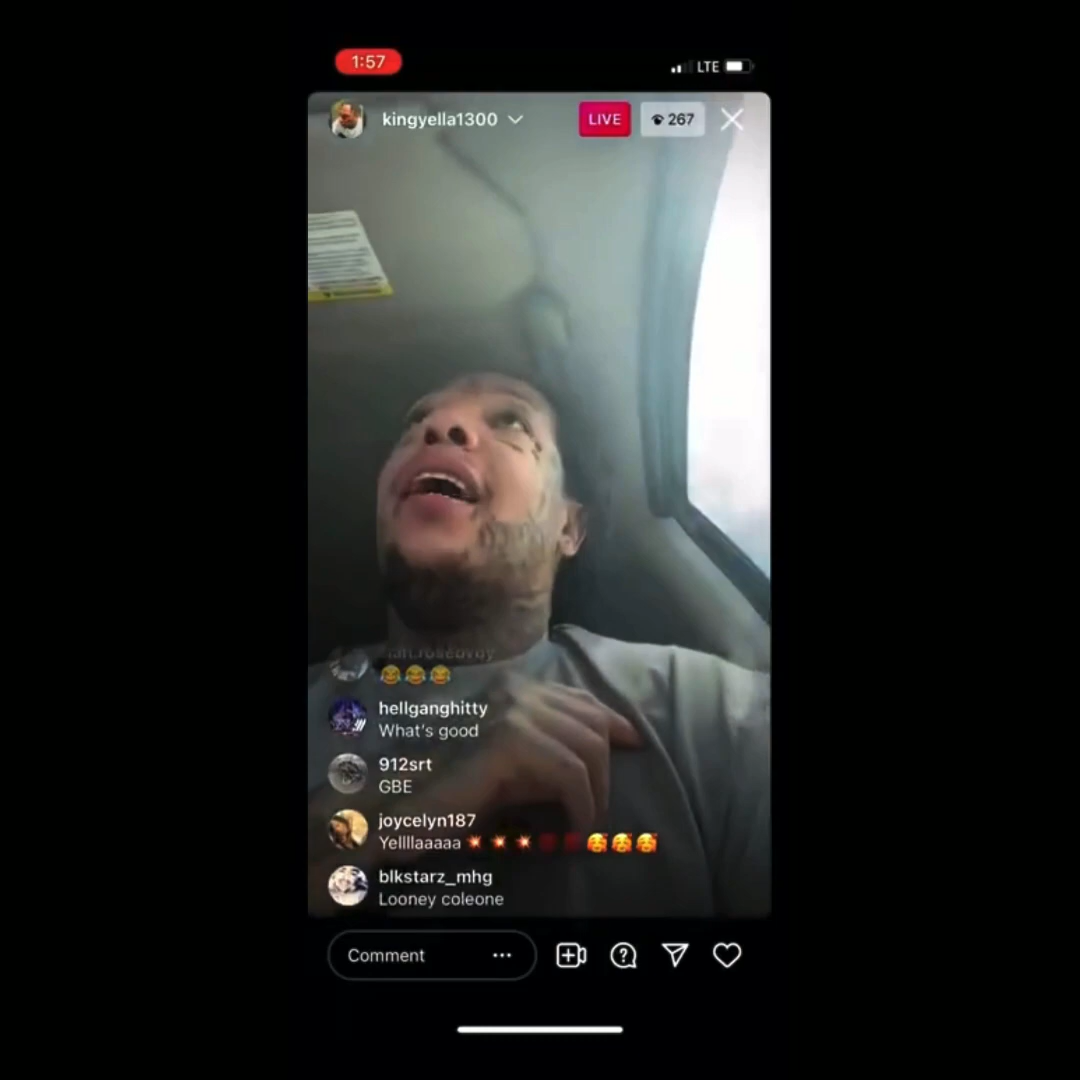 1:57
LTE
kingyella1300
LIVE
267
😂😂😂
hellganghitty
What's good
912srt
GBE
joycelyn187
Yellllaaaaa 💥 💥 💥 🥰🥰🥰
blkstarz_mhg
Looney coleone
Comment